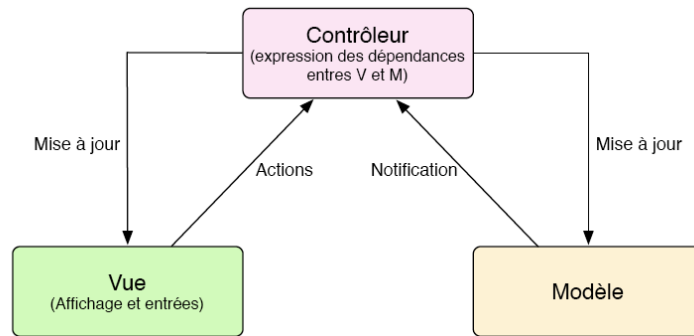 Contrôleur
(expression des dépendances
entres V et M)
Mise à jour
Mise à jour
Actions
Notification
Vue
(Affichage et entrées)
Modèle